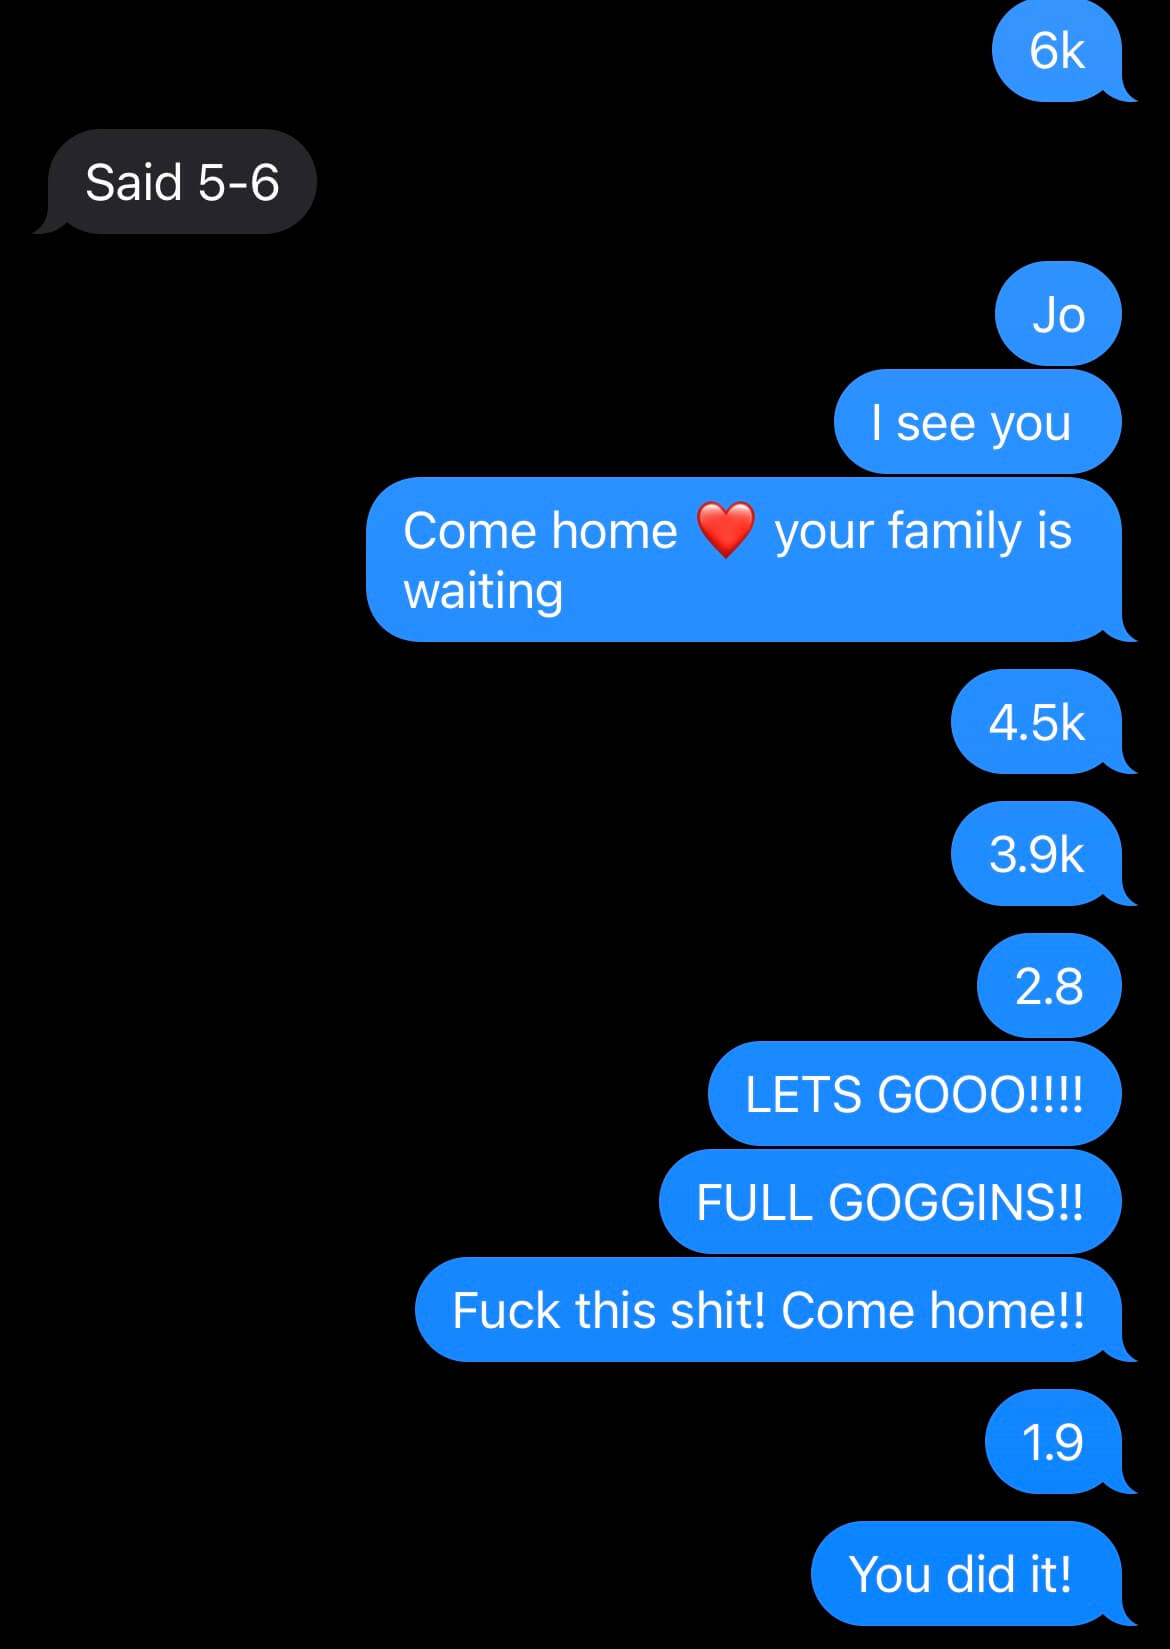 6k
Said 5-6
Jo
I see you
Come home ❤️ your family is
waiting
4.5k
3.9k
2.8
LETS GOOO!!!!
FULL GOGGINS!!
Fuck this shit! Come home!!
1.9
You did it!